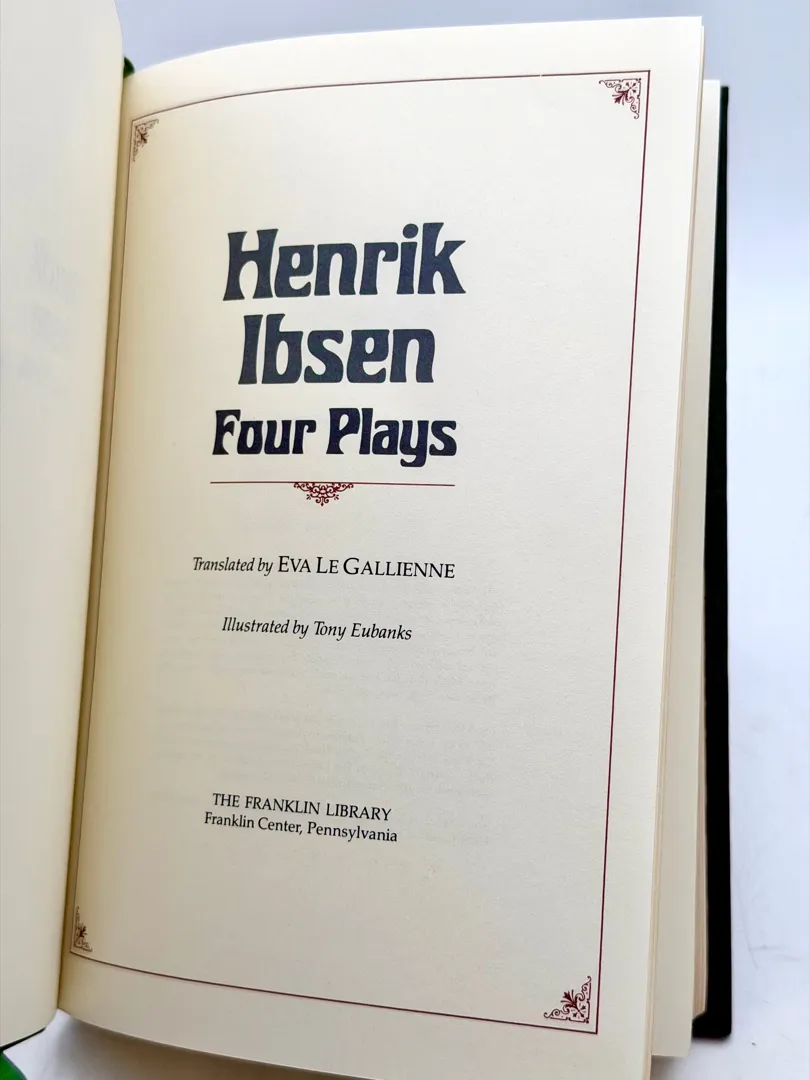 Henrik
Ibsen
Four Plays
Translated by EVA LE GALLIENNE
Illustrated by Tony Eubanks
THE FRANKLIN LIBRARY
Franklin Center, Pennsylvania